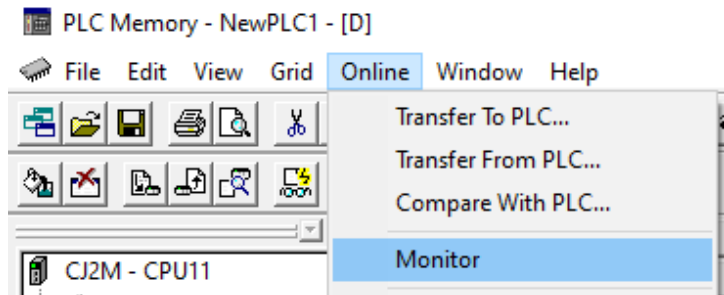 PLC Memory - NewPLC1 - [D]
File Edit View Grid Online Window Help
Transfer To PLC...
Transfer From PLC...
Compare With PLC...
Monitor
CJ2M - CPU11